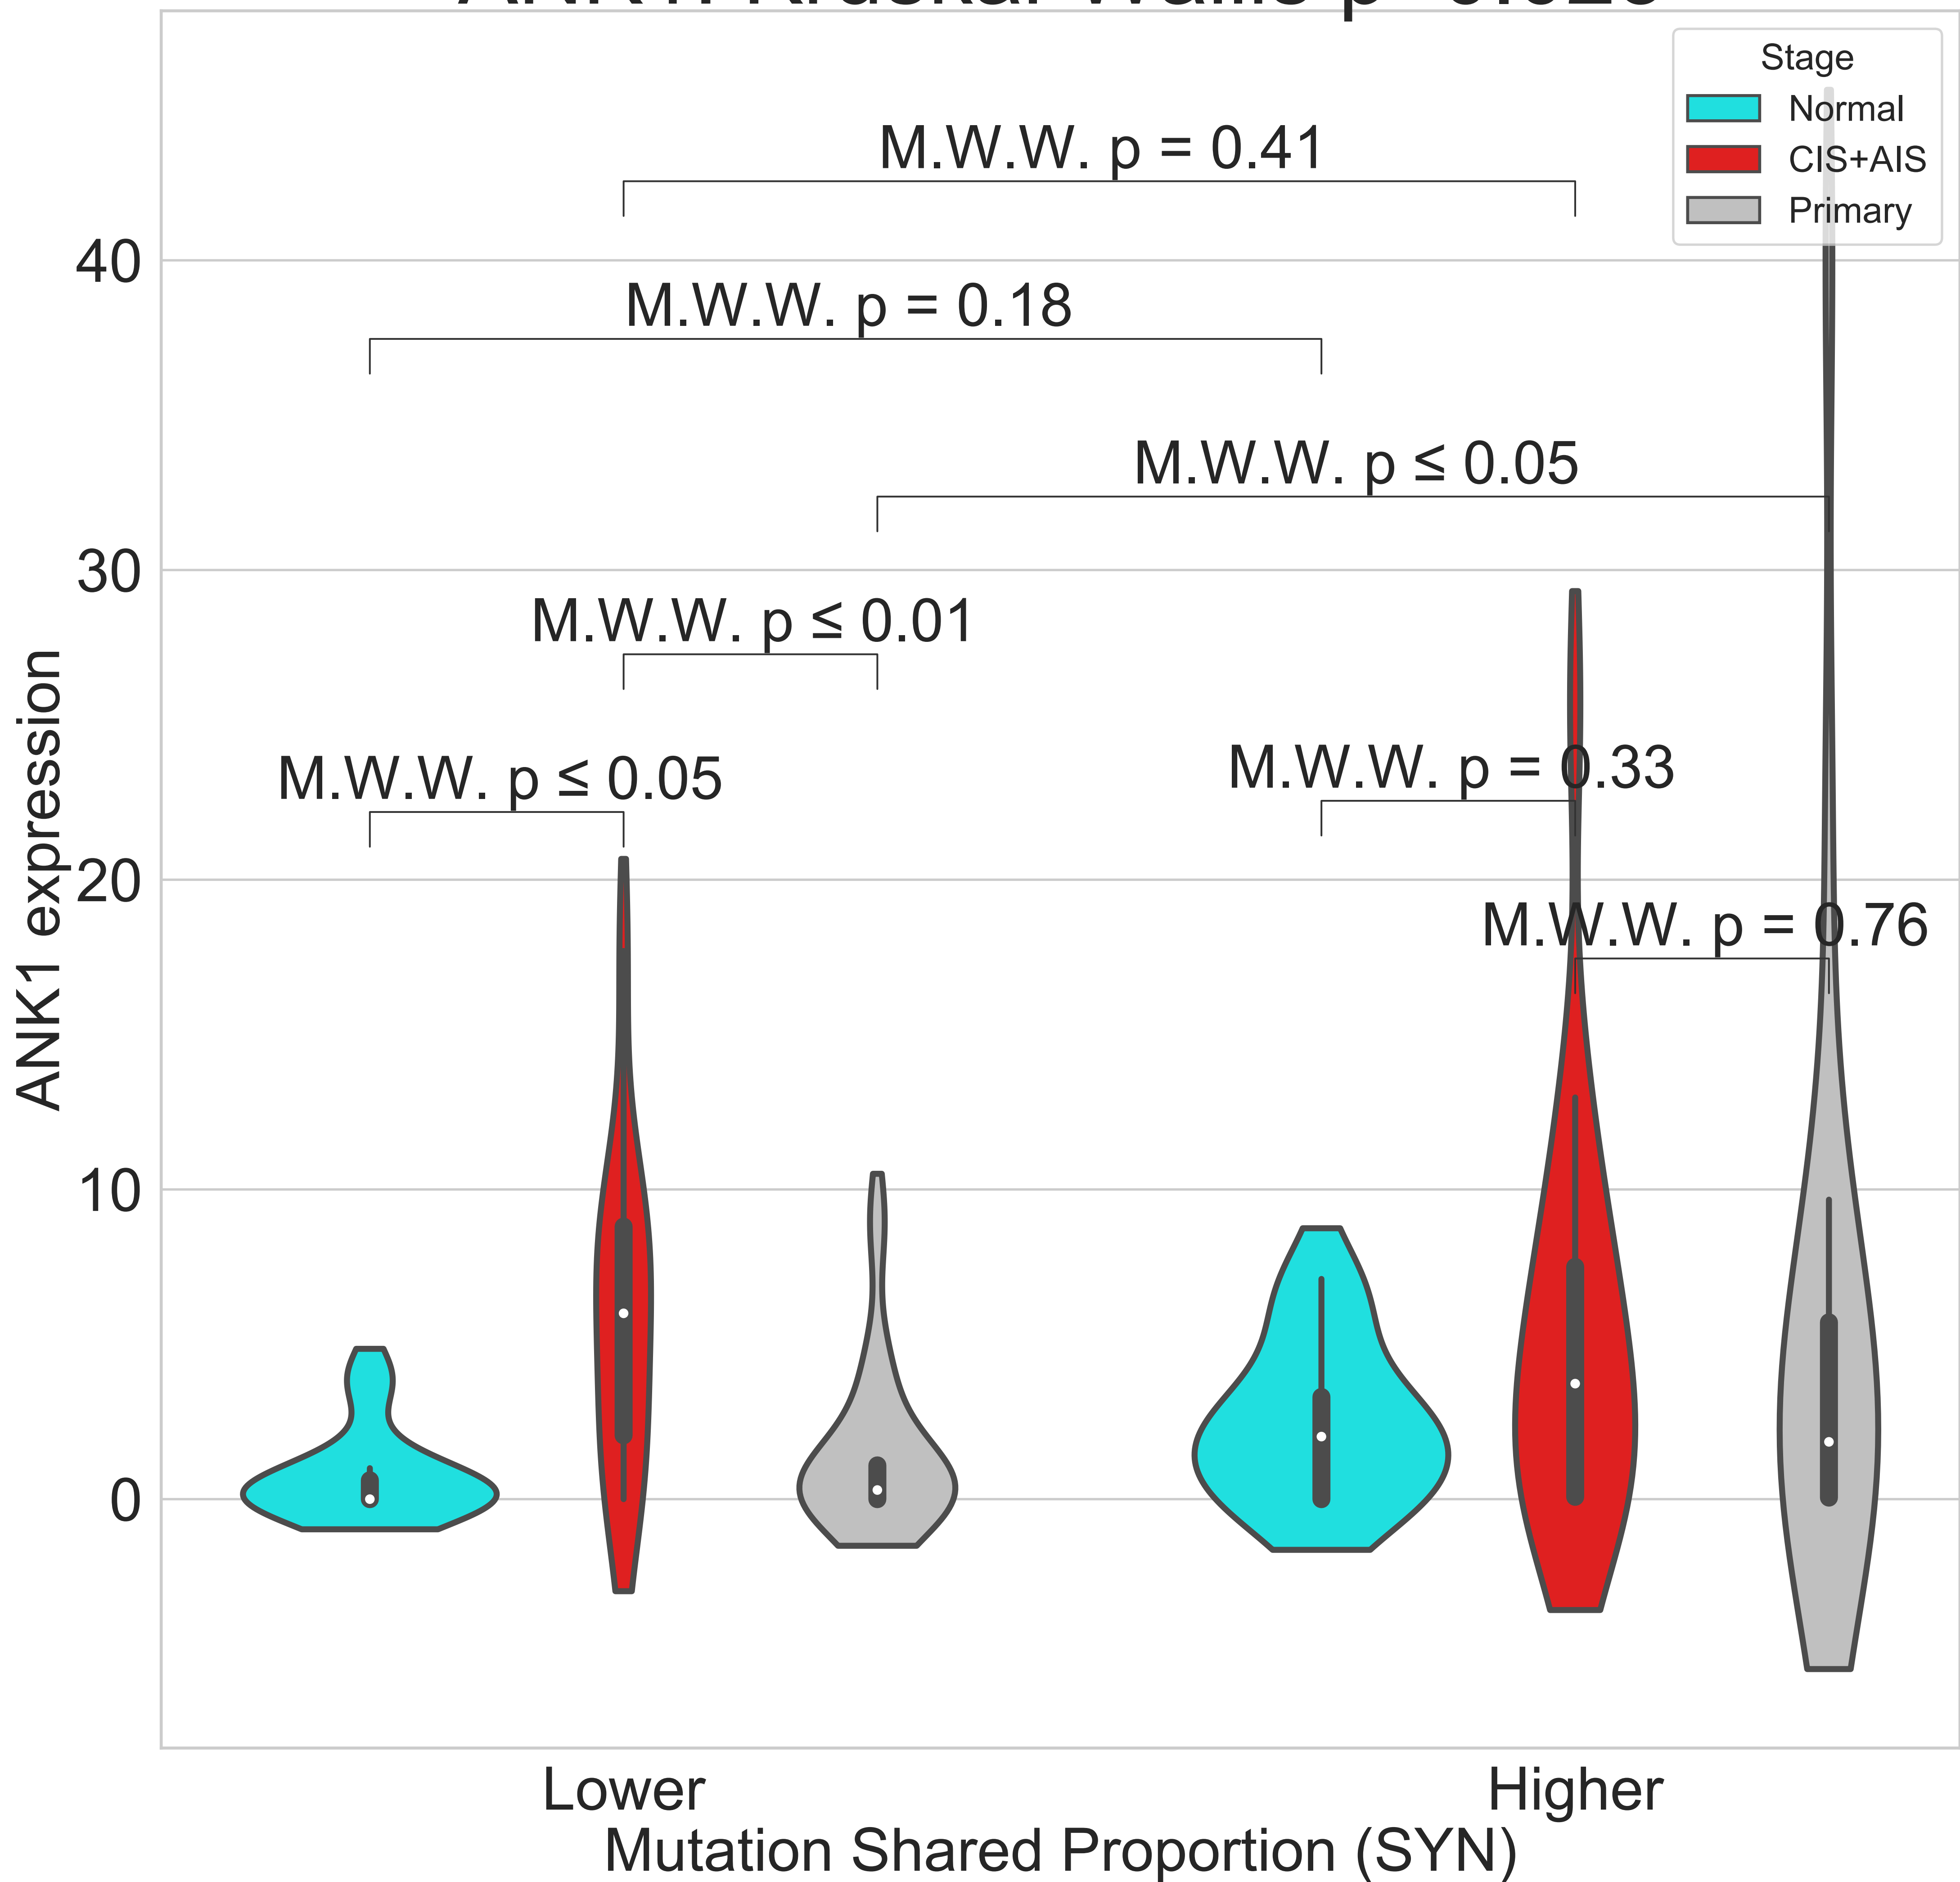 Stage
Normal
CIS+AIS
Primary
M.W.W. p = 0.41
M.W.W. p = 0.18
M.W.W. p ≤ 0.05
M.W.W. p ≤ 0.01
M.W.W. p ≤ 0.05
M.W.W. p = 0.33
M.W.W. p = 0.76
40
30
20
10
0
ANK1 expression
Lower
Higher
Mutation Shared Proportion (SYN)